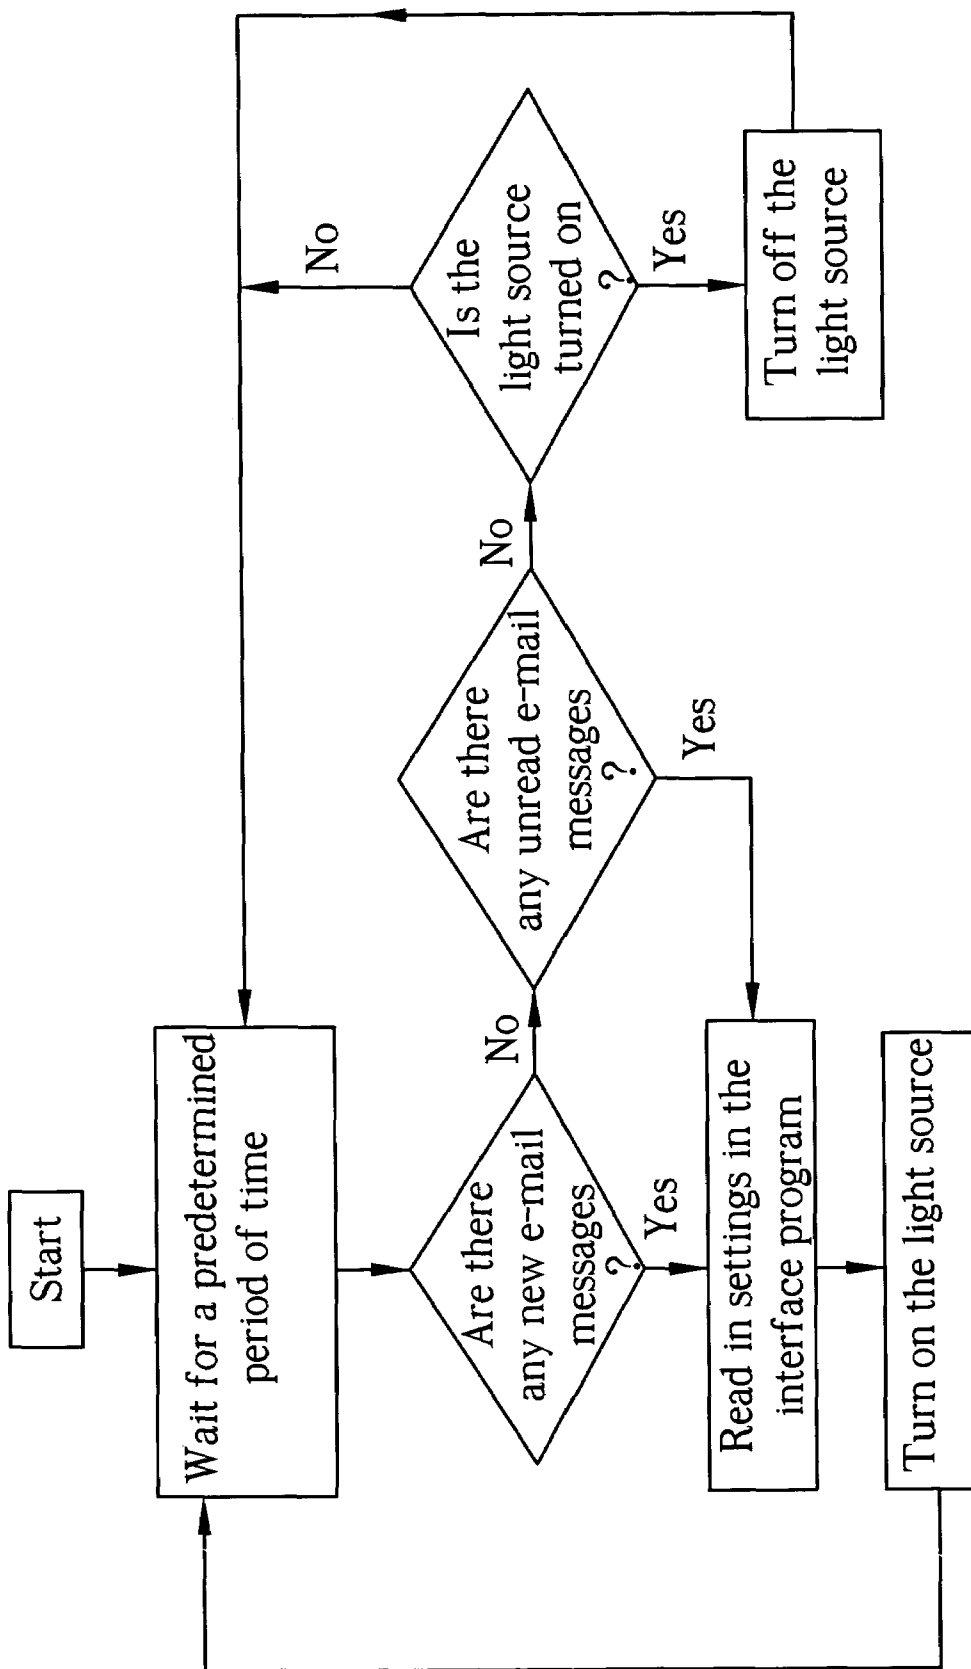 Start
Wait for a predetermined
period of time
Are there
any new e-mail
messages
?
No
Yes
Are there
any unread e-mail
messages
?
No
Yes
Is the
light source
turned on
?
No
Yes
Turn off the
light source
Read in settings in the
interface program
Turn on the light source